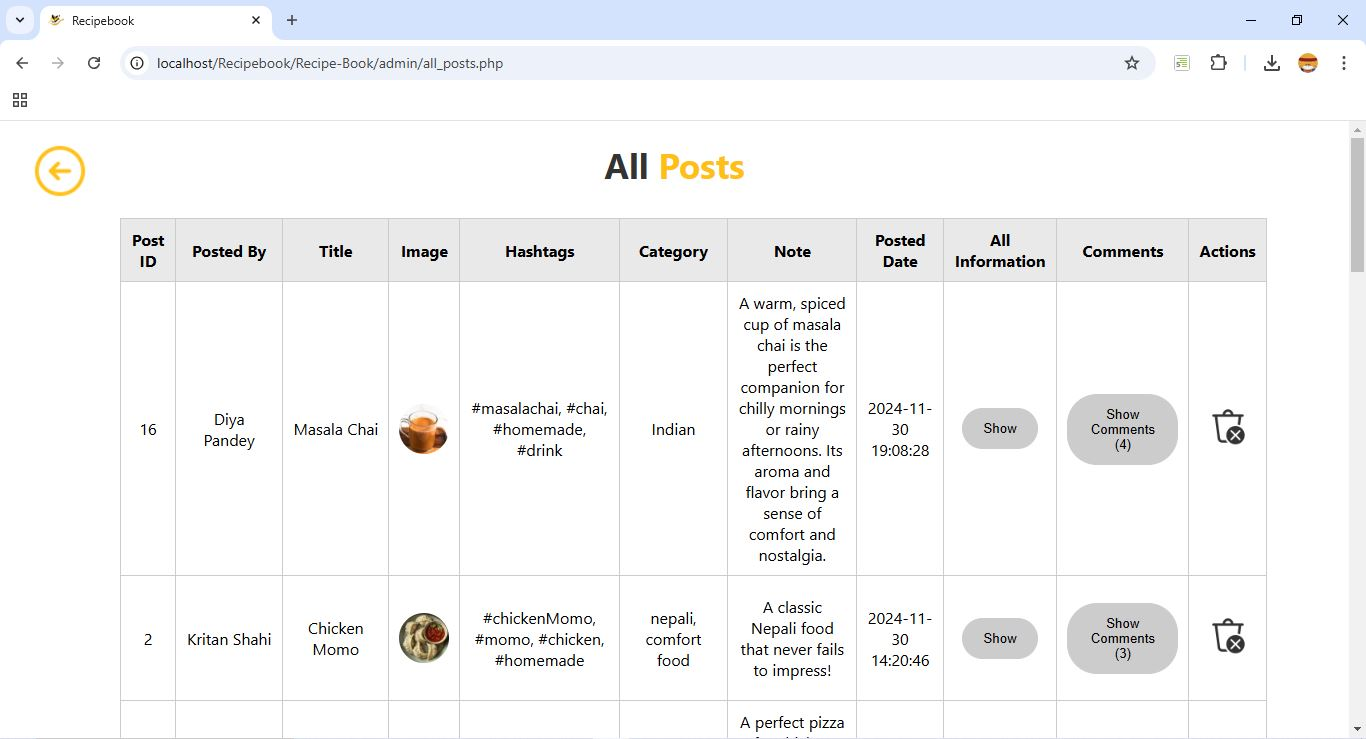 Recipebook
localhost/Recipebook/Recipe-Book/admin/all_posts.php
All Posts
Post ID
Posted By
Title
Image
Hashtags
Category
Note
Posted Date
All Information
Comments
Actions
16
Diya
Pandey
Masala Chai
#masalachai, #chai,
#homemade,
#drink
Indian
A warm, spiced
cup of masala
chai is the
perfect
companion for
chilly mornings
or rainy
afternoons. Its
aroma and
flavor bring a
sense of
comfort and
nostalgia.
2024-11-
30
19:08:28
Show
Show
Comments
(4)
2
Kritan Shahi
Chicken
Momo
#chickenMomo,
#momo, #chicken,
#homemade
nepali,
comfort
food
A classic
Nepali food
that never fails
to impress!
2024-11-
30
14:20:46
Show
Show
Comments
(3)
A perfect pizza